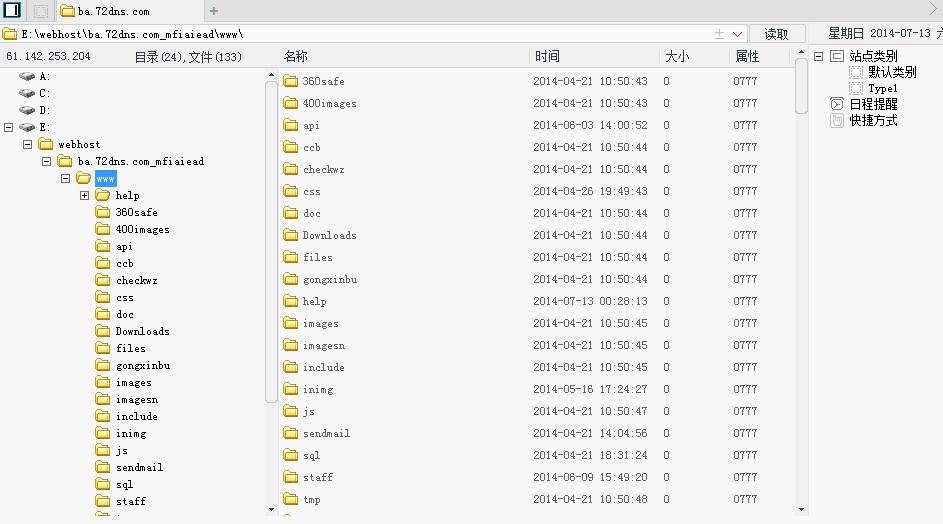 ba.72dns.com
+
E:\webhost\ba.72dns.com_mfiaiead\www\
读取
星期日 2014-07-13
61.142.253.204
目录(24),文件(133)
名称
时间
大小
属性
A:
C:
D:
E:
webhost
ba.72dns.com_mfiaiead
www
help
360safe
400images
api
ccb
checkwz
css
doc
Downloads
files
gongxinbu
images
imagesn
include
inimg
js
sendmail
sql
staff
360safe 2014-04-21 10:50:43 0 0777
400images 2014-04-21 10:50:43 0 0777
api 2014-06-03 14:00:52 0 0777
ccb 2014-04-21 10:50:44 0 0777
checkwz 2014-04-21 10:50:44 0 0777
css 2014-04-26 19:49:43 0 0777
doc 2014-04-21 10:50:44 0 0777
Downloads 2014-04-21 10:50:44 0 0777
files 2014-04-21 10:50:44 0 0777
gongxinbu 2014-04-21 10:50:44 0 0777
help 2014-07-13 00:28:13 0 0777
images 2014-04-21 10:50:45 0 0777
imagesn 2014-04-21 10:50:45 0 0777
include 2014-04-21 10:50:45 0 0777
inimg 2014-05-16 17:24:27 0 0777
js 2014-04-21 10:50:47 0 0777
sendmail 2014-04-21 14:04:56 0 0777
sql 2014-04-21 18:31:24 0 0777
staff 2014-06-09 15:49:20 0 0777
tmp 2014-04-21 10:50:48 0 0777
站点类别
默认类别
Type1
日程提醒
快捷方式